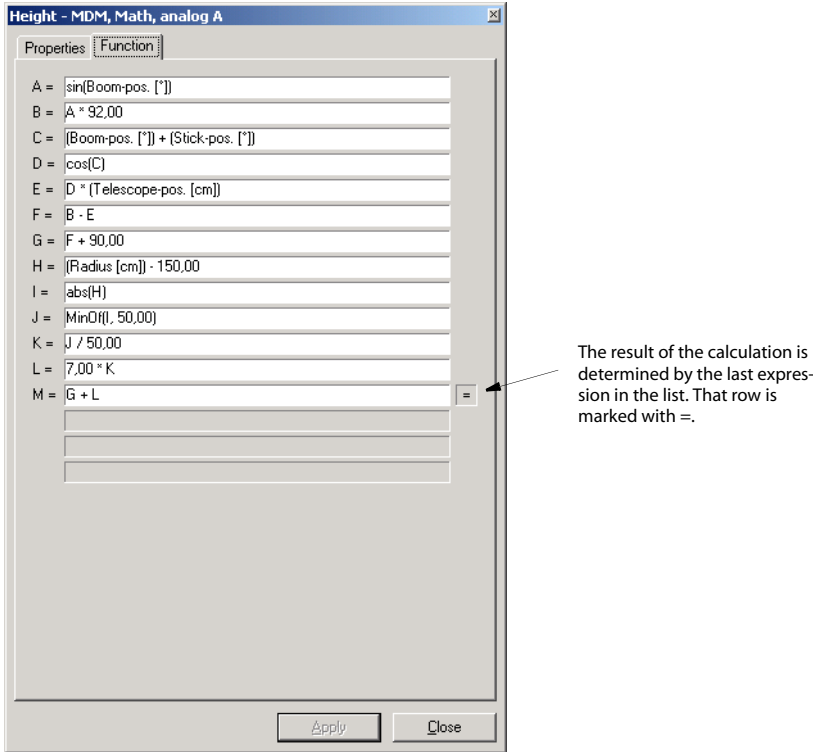 Height - MDM, Math, analog A
Properties Function
A = sin(Boom-pos. [°])
B = A * 92,00
C = (Boom-pos. [°]) + (Stick-pos. [°])
D = cos(C)
E = D * (Telescope-pos. [cm])
F = B - E
G = F + 90,00
H = (Radius [cm]) - 150,00
I = abs(H)
J = MinOf(I, 50,00)
K = J / 50,00
L = 7,00 * K
M = G + L =
The result of the calculation is
determined by the last expres-
sion in the list. That row is
marked with =.
Apply Close